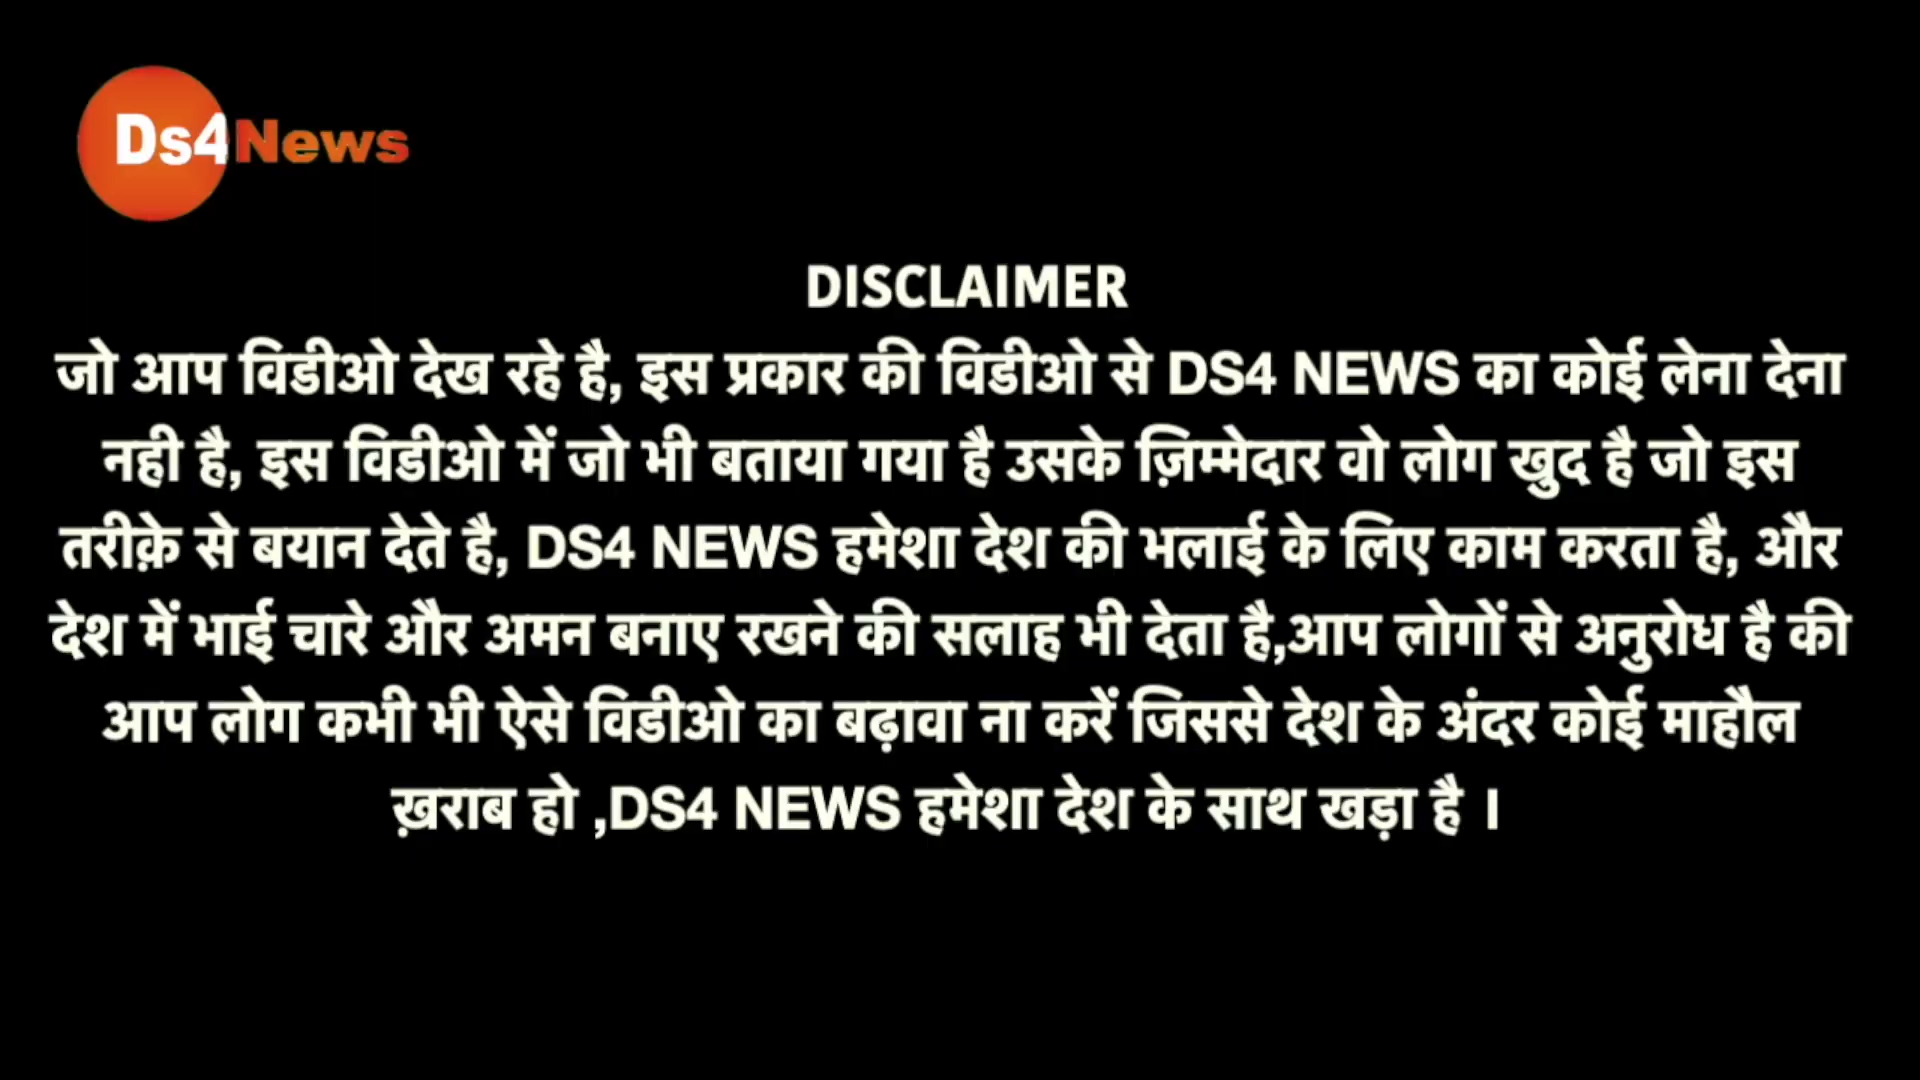 Ds4News
DISCLAIMER
जो आप विडीओ देख रहे है, इस प्रकार की विडीओ से DS4 NEWS का कोई लेना देना
नही है, इस विडीओ में जो भी बताया गया है उसके ज़िम्मेदार वो लोग खुद है जो इस
तरीक़े से बयान देते है, DS4 NEWS हमेशा देश की भलाई के लिए काम करता है, और
देश में भाई चारे और अमन बनाए रखने की सलाह भी देता है,आप लोगों से अनुरोध है की
आप लोग कभी भी ऐसे विडीओ का बढ़ावा ना करें जिससे देश के अंदर कोई माहौल
ख़राब हो ,DS4 NEWS हमेशा देश के साथ खड़ा है ।